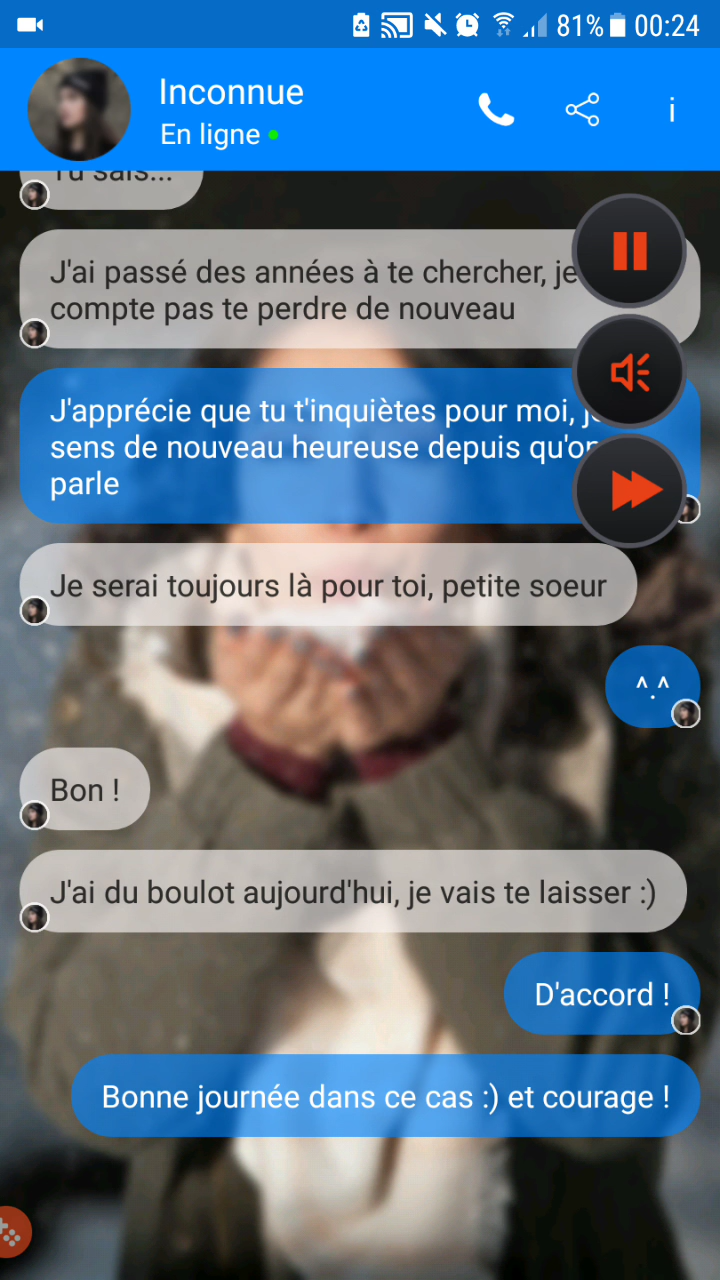 81% 00:24
Inconnue
En ligne
Tu sais...
J'ai passé des années à te chercher, je
compte pas te perdre de nouveau
J'apprécie que tu t'inquiètes pour moi,
sens de nouveau heureuse depuis
parle
Je serai toujours là pour toi, petite soeur
^.^
Bon !
J'ai du boulot aujourd'hui, je vais te laisser :)
D'accord !
Bonne journée dans ce cas :) et courage !